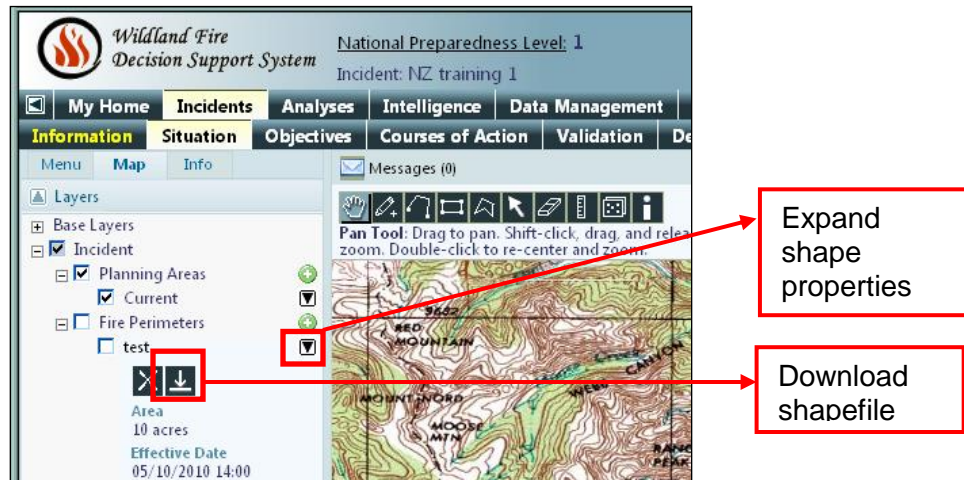 Wildland Fire
Decision Support System
National Preparedness Level: 1
Incident: NZ training 1
My Home Incidents Analyses Intelligence Data Management
Information Situation Objectives Courses of Action Validation
Menu Map Info
Messages (0)
Layers
Pan Tool: Drag to pan. Shift-click, drag, and relea
zoom. Double-click to re-center and zoom.
Base Layers
Incident
Planning Areas
Current
Fire Perimeters
test
Area
10 acres
Effective Date
05/10/2010 14:00
9682
RED
MOUNTAIN
WEBB CANYON
MOUNT NORD
MOOSE
MTN
PEAK
Expand
shape
properties
Download
shapefile